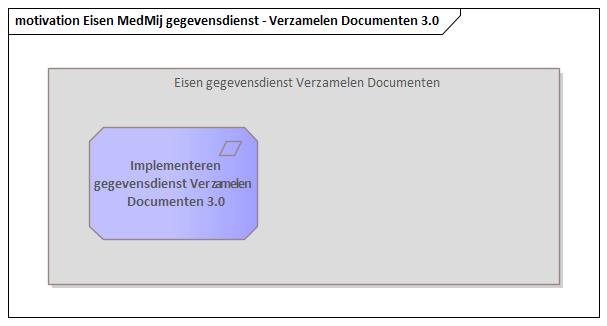 motivation Eisen MedMij gegevensdienst - Verzamelen Documenten 3.0
Eisen gegevensdienst Verzamelen Documenten
Implementeren
gegevensdienst Verzamelen
Documenten 3.0